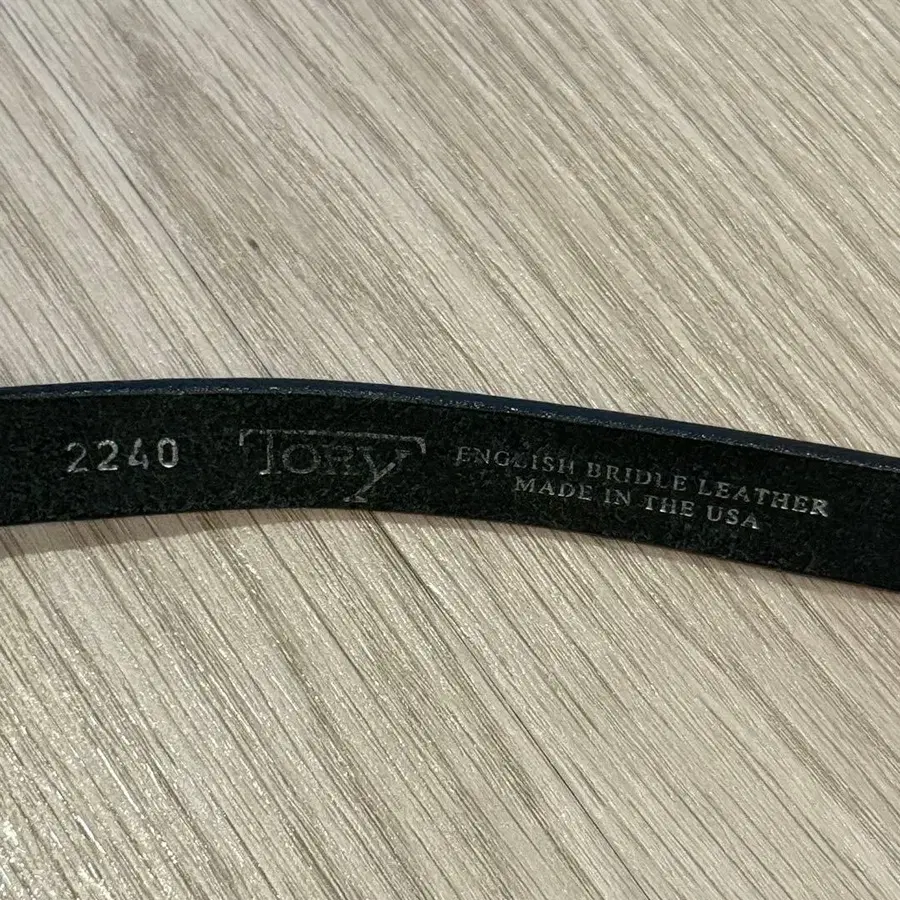 2240
TORY
ENGLISH BRIDLE LEATHER
MADE IN THE USA